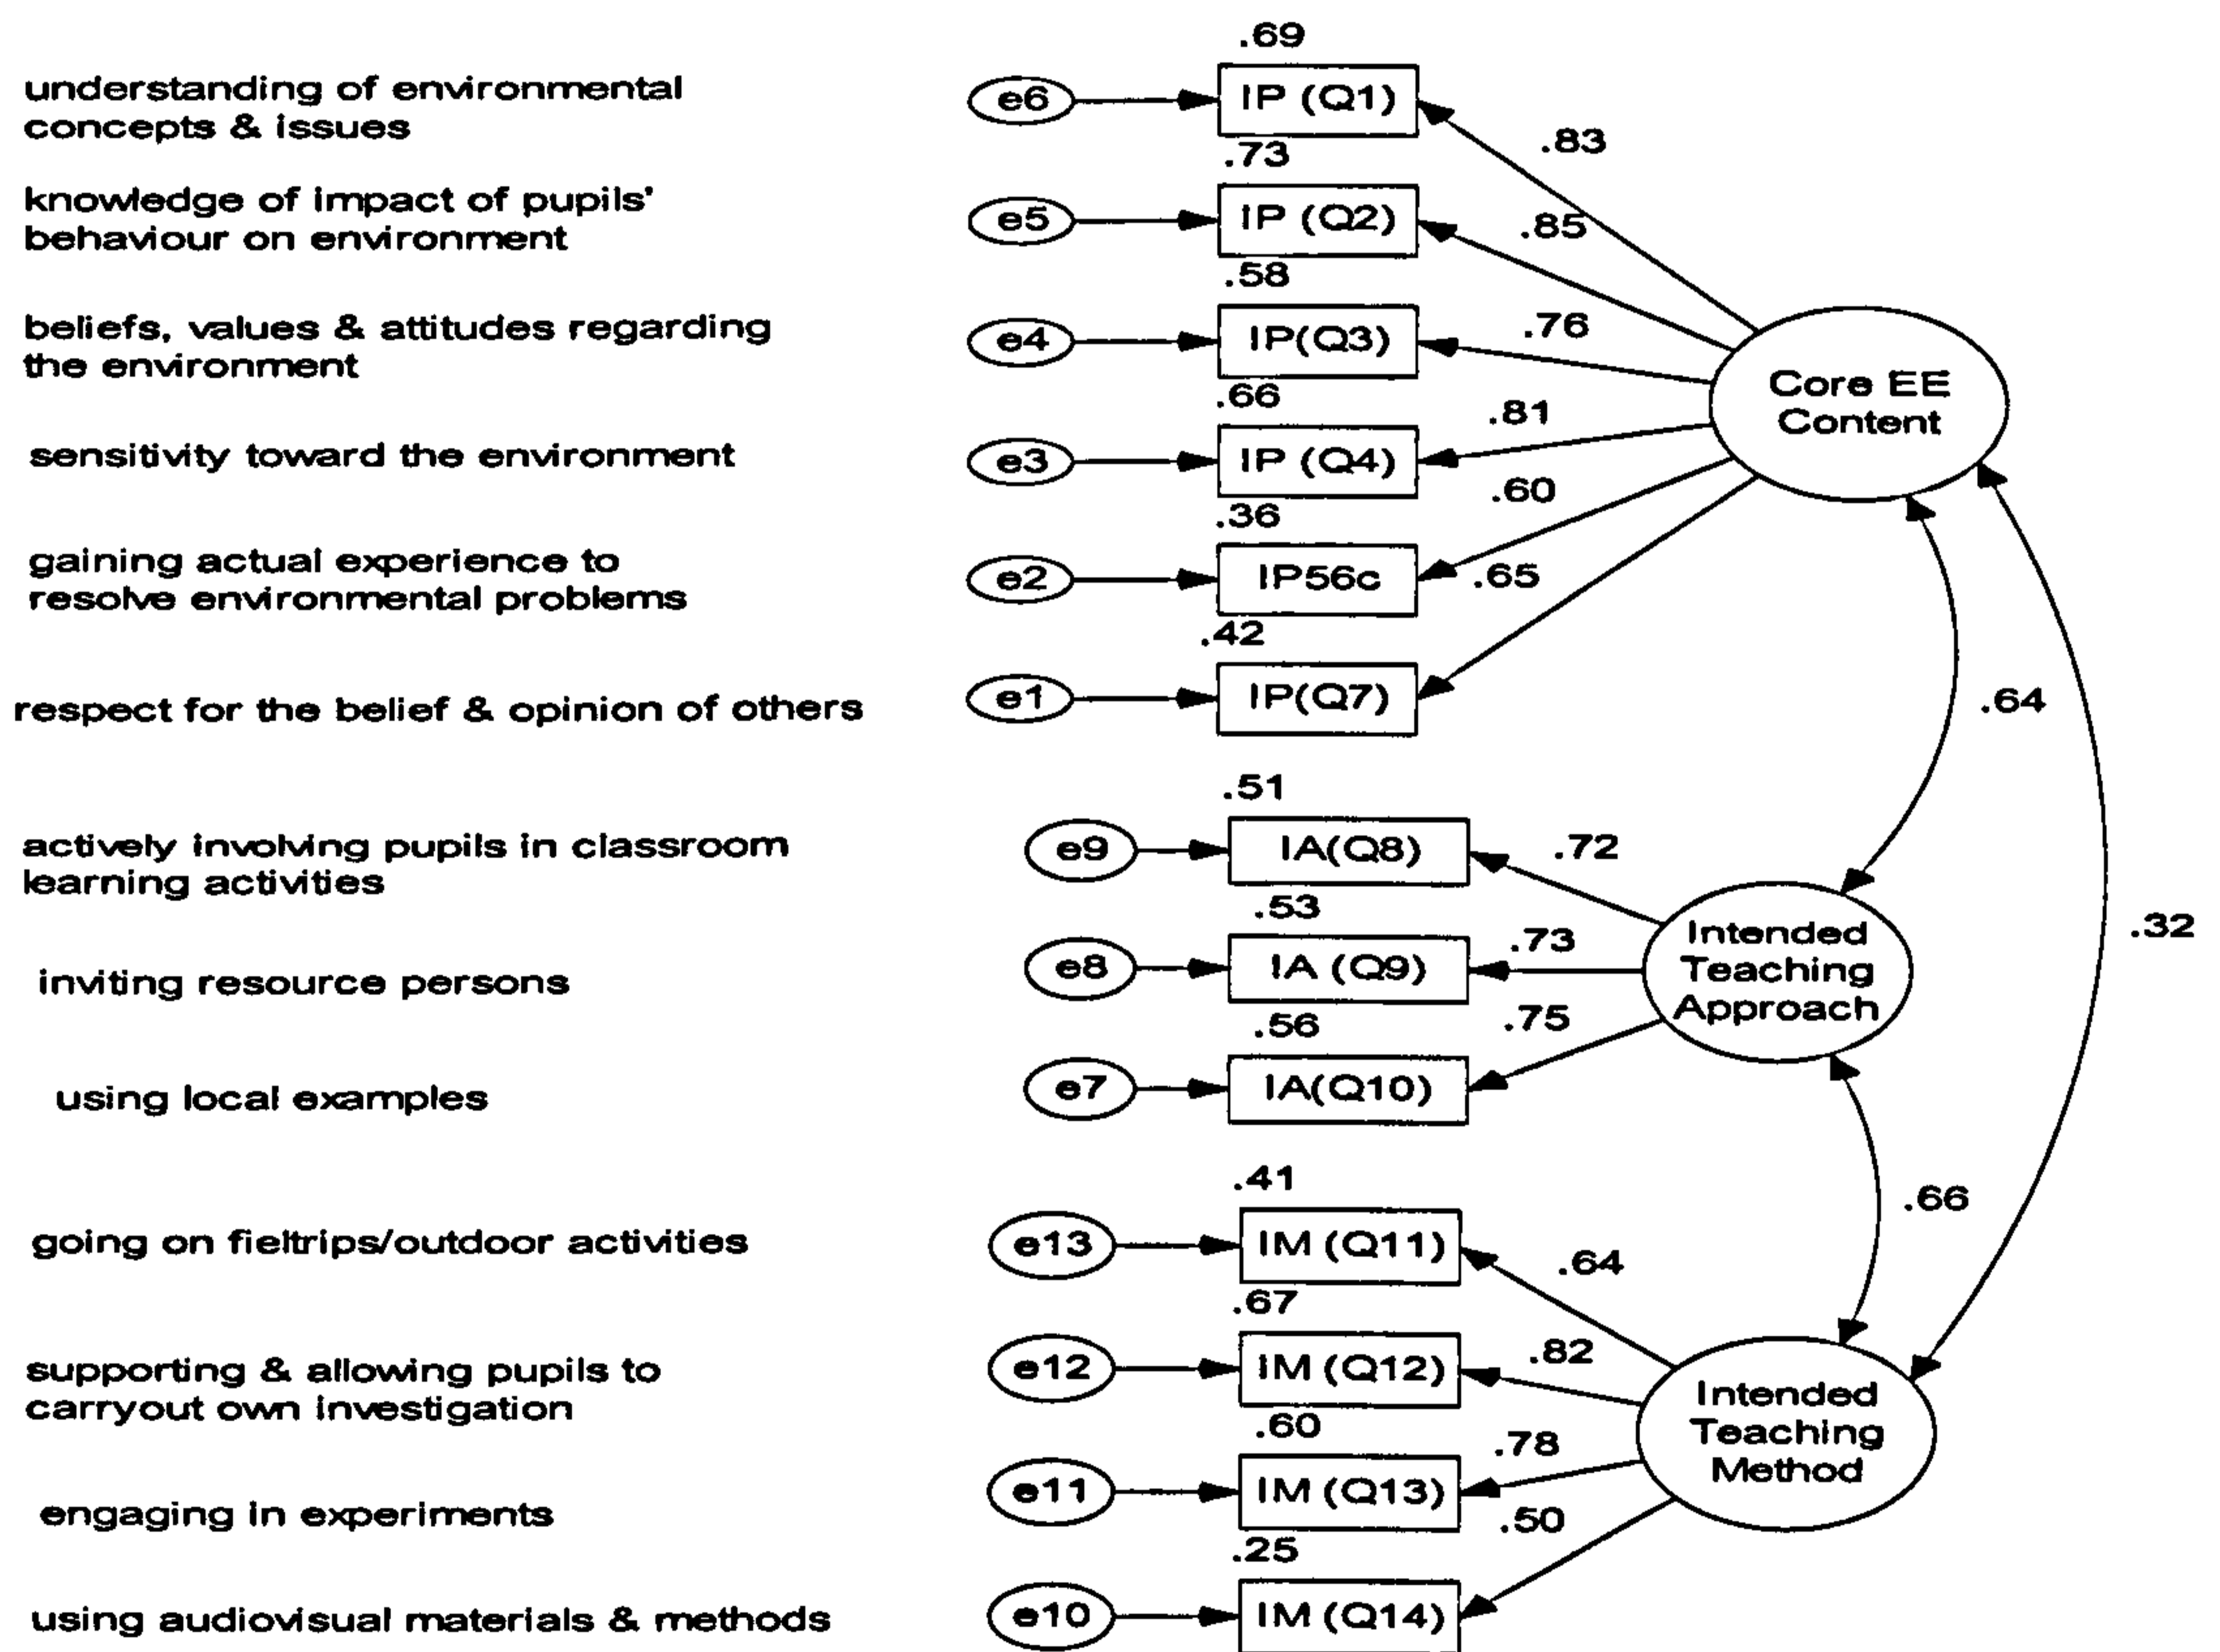 .69
understanding of environmental
concepts & issues
e6
IP (Q1)
.83
.73
knowledge of impact of pupils'
behaviour on environment
e5
IP (Q2)
.85
.58
beliefs, values & attitudes regarding
the environment
e4
IP(Q3)
.76
.66
sensitivity toward the environment
e3
IP (Q4)
.81
.60
.36
gaining actual experience to
resolve environmental problems
e2
IP56c
.65
.42
respect for the belief & opinion of others
e1
IP(Q7)
Core EE
Content
.64
.32
.51
actively involving pupils in classroom
learning activities
e9
IA(Q8)
.72
.53
inviting resource persons
e8
IA (Q9)
.73
.56
using local examples
e7
IA(Q10)
.75
Intended
Teaching
Approach
.66
.41
going on fieltrips/outdoor activities
e13
IM (Q11)
.64
.67
supporting & allowing pupils to
carryout own investigation
e12
IM (Q12)
.82
.60
engaging in experiments
e11
IM (Q13)
.78
.50
.25
using audiovisual materials & methods
e10
IM (Q14)
Intended
Teaching
Method